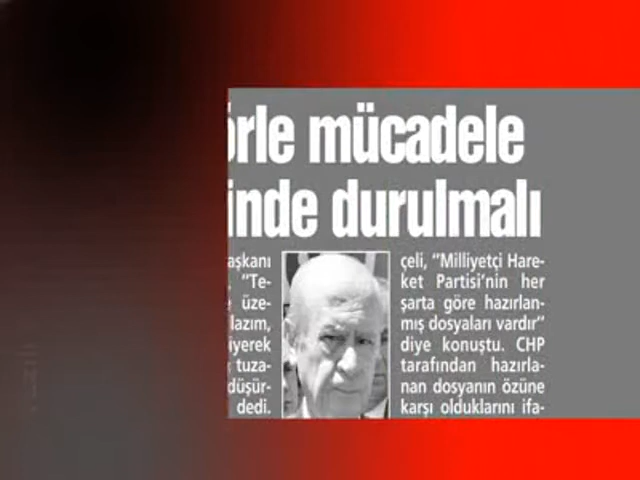 örle mücadele
inde durulmalı
aşkanı
. "Te-
e üze-
lazım,
iyerek
tuza-
düşür-
dedi.
çeli, "Milliyetçi Hare-
ket Partisi'nin her
şarta göre hazırlan-
mış dosyaları vardır"
diye konuştu. CHP
tarafından hazırla-
nan dosyanın özüne
karşı olduklarını ifa-